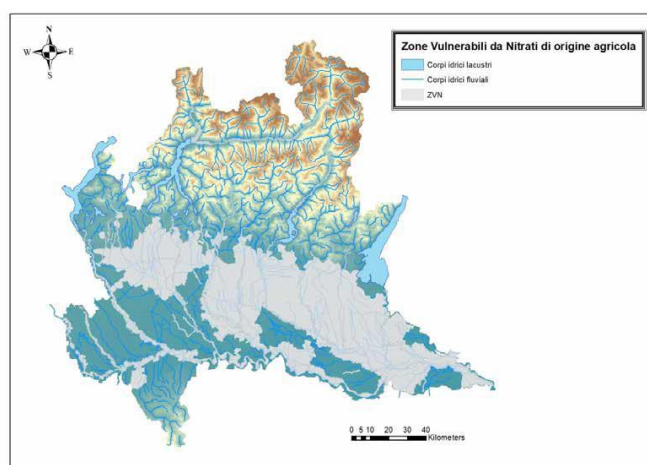 N
W E
S
Zone Vulnerabili da Nitrati di origine agricola
Corpi idrici lacustri
Corpi idrici fluviali
ZVN
0 5 10 20 30 40
Kilometers